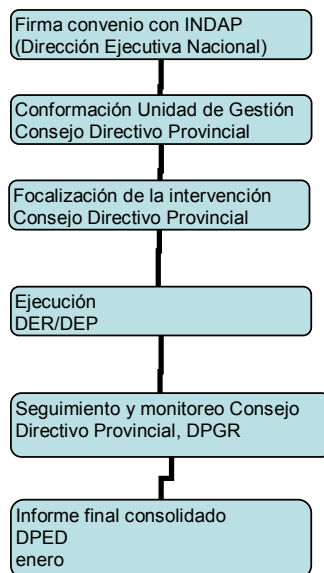 Firma convenio con INDAP
(Dirección Ejecutiva Nacional)
Conformación Unidad de Gestión
Consejo Directivo Provincial
Focalización de la intervención
Consejo Directivo Provincial
Ejecución
DER/DEP
Seguimiento y monitoreo Consejo
Directivo Provincial, DPGR
Informe final consolidado
DPED
enero